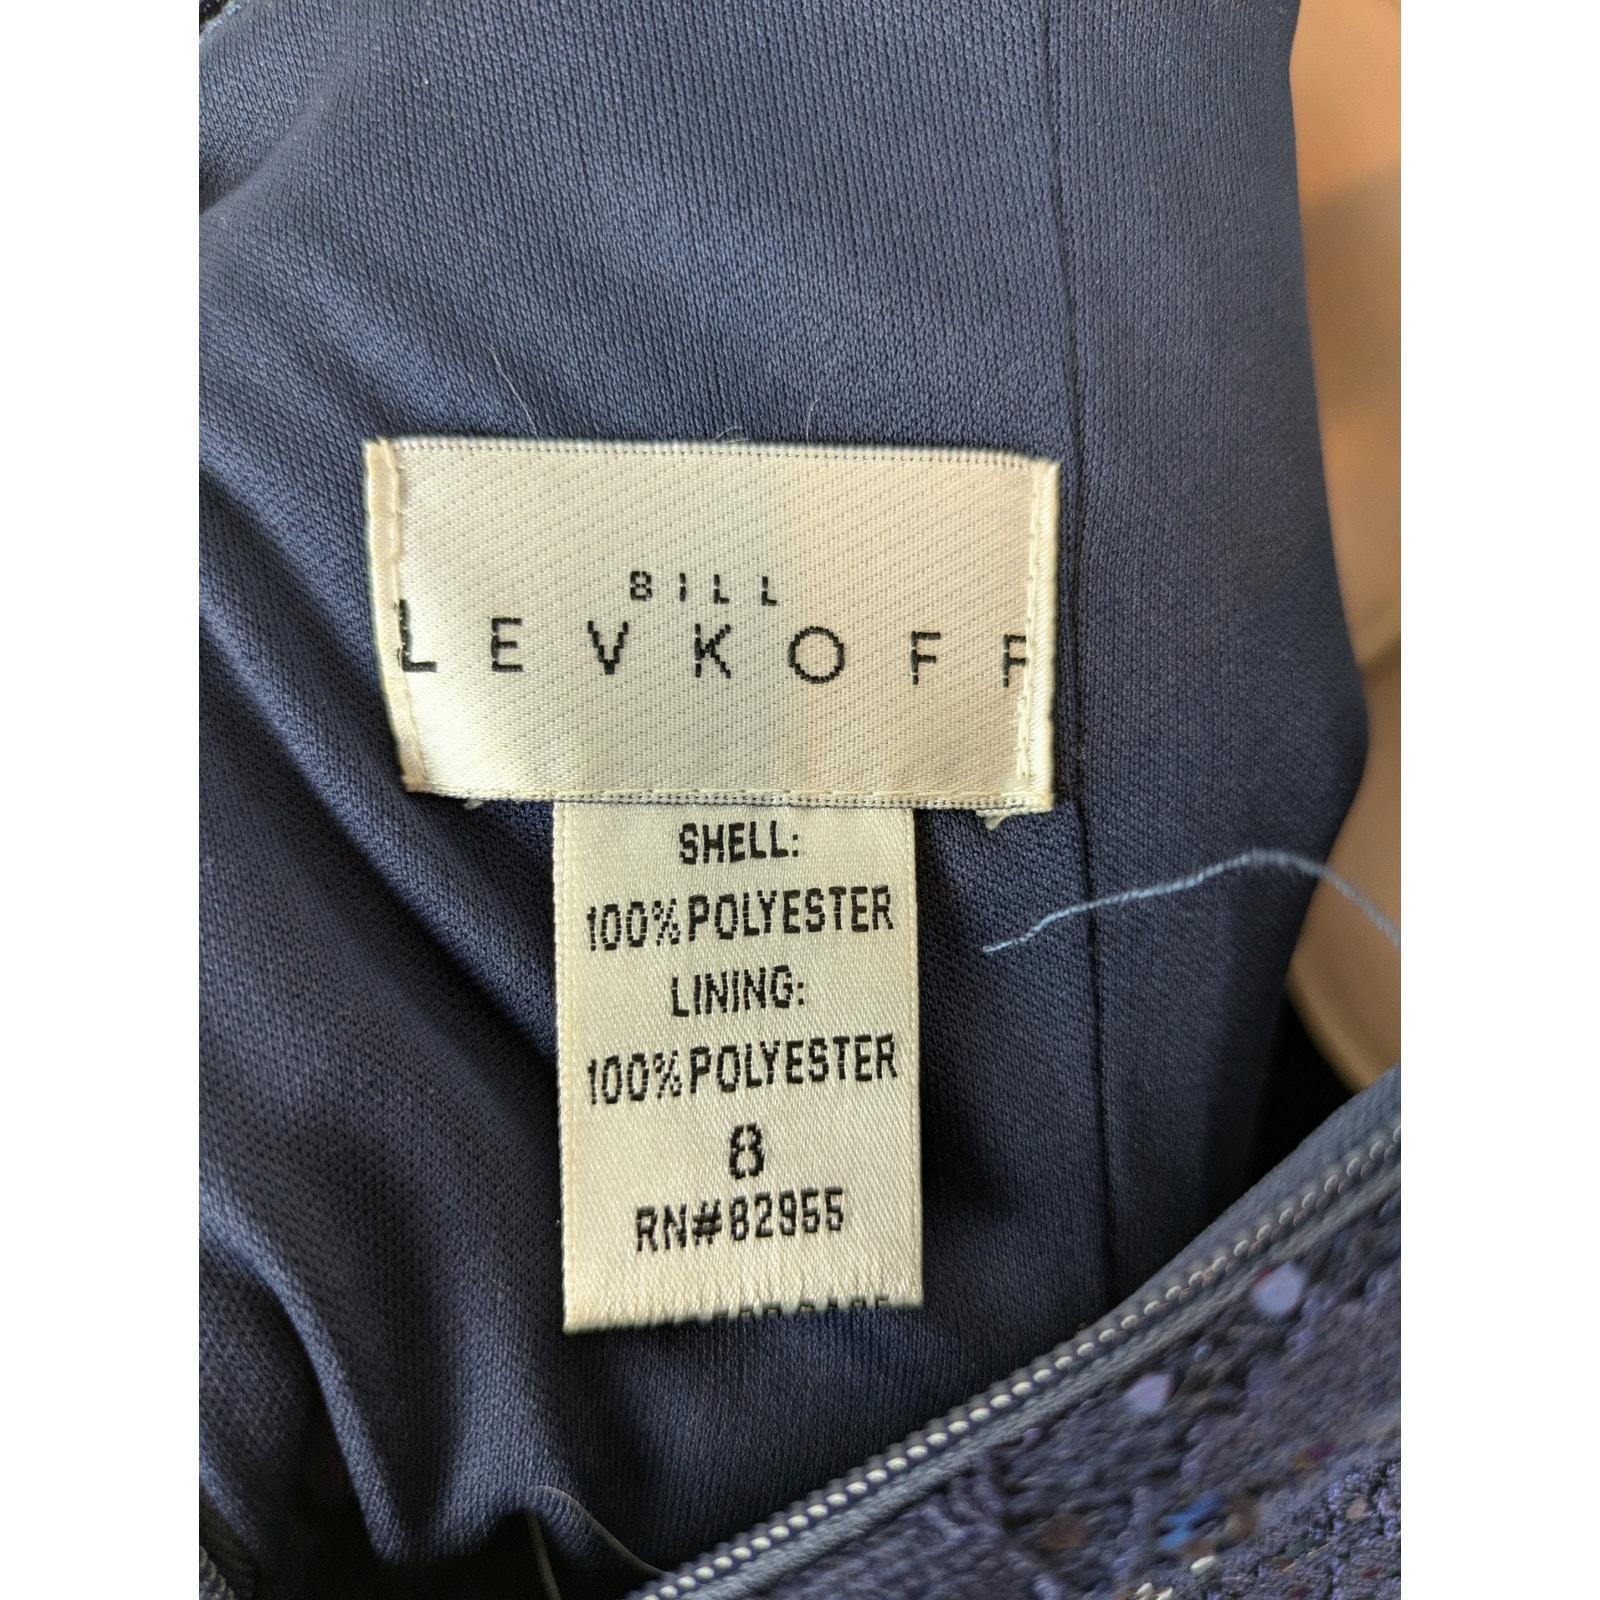 BILL
LEVKOFF
SHELL:
100% POLYESTER
LINING:
100% POLYESTER
8
RN#82955